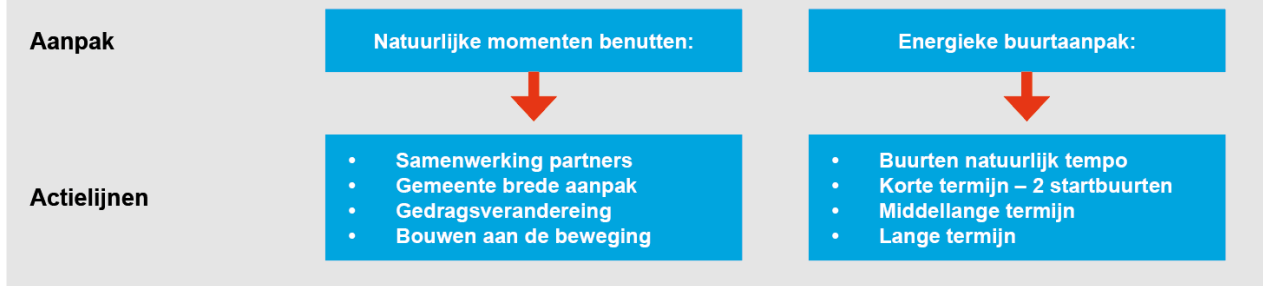 Aanpak
Natuurlijke momenten benutten:
Energieke buurtaanpak:
Actielijnen
• Samenwerking partners
• Gemeente brede aanpak
• Gedragsverandereing
• Bouwen aan de beweging
• Buurten natuurlijk tempo
• Korte termijn – 2 startbuurten
• Middellange termijn
• Lange termijn